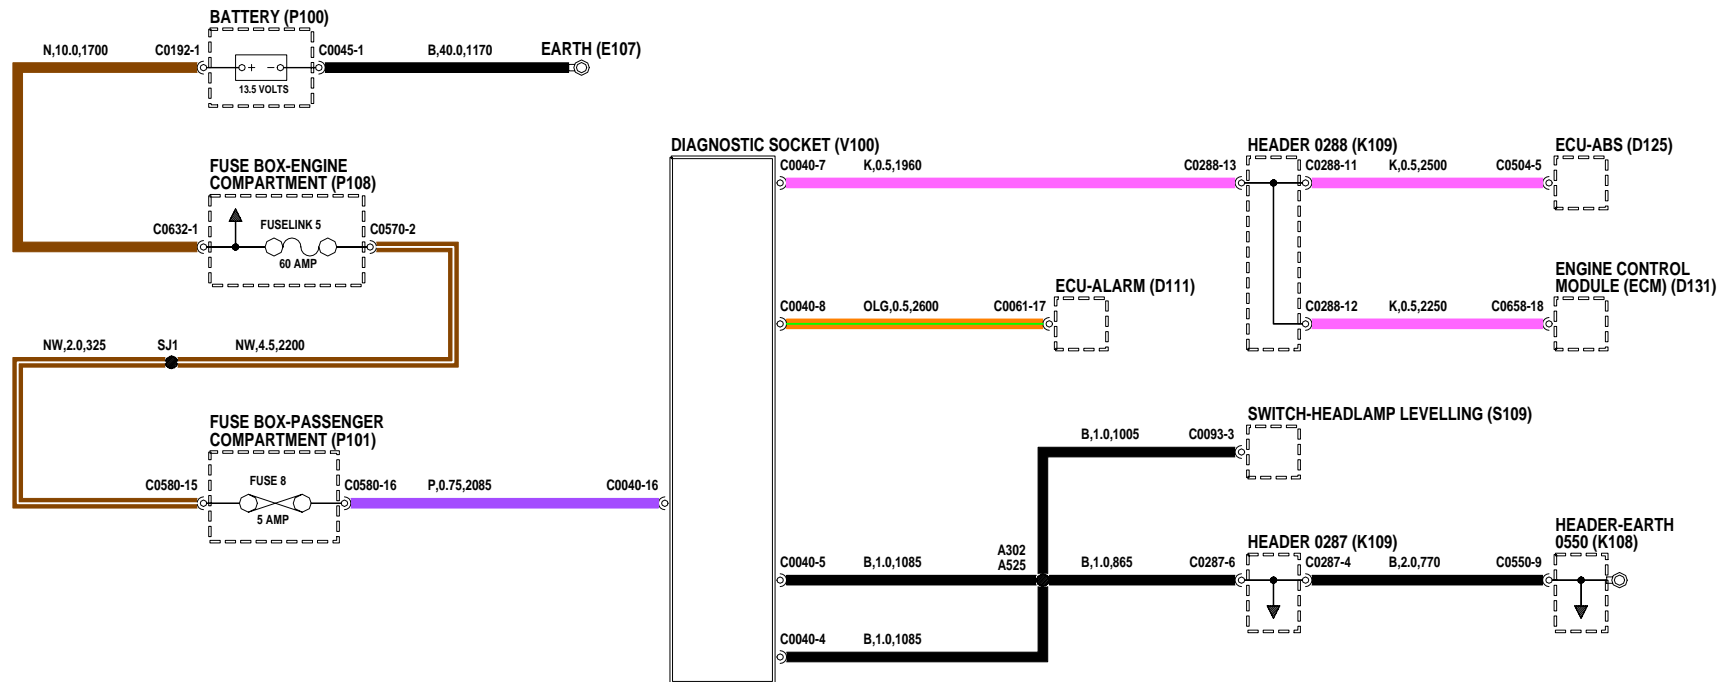 BATTERY (P100)
N,10.0,1700
C0192-1
C0045-1
B,40.0,1170
EARTH (E107)
+ −
13.5 VOLTS
FUSE BOX-ENGINE
COMPARTMENT (P108)
C0632-1
FUSELINK 5
60 AMP
C0570-2
NW,2.0,325
SJ1
NW,4.5,2200
FUSE BOX-PASSENGER
COMPARTMENT (P101)
C0580-15
FUSE 8
5 AMP
C0580-16
P,0.75,2085
C0040-16
DIAGNOSTIC SOCKET (V100)
C0040-7
K,0.5,1960
C0288-13
HEADER 0288 (K109)
C0288-11
K,0.5,2500
C0504-5
ECU-ABS (D125)
C0040-8
OLG,0.5,2600
C0061-17
ECU-ALARM (D111)
C0288-12
K,0.5,2250
C0658-18
ENGINE CONTROL
MODULE (ECM) (D131)
SWITCH-HEADLAMP LEVELLING (S109)
B,1.0,1005
C0093-3
C0040-5
B,1.0,1085
A302
A525
B,1.0,865
C0287-6
HEADER 0287 (K109)
C0287-4
B,2.0,770
C0550-9
HEADER-EARTH
0550 (K108)
C0040-4
B,1.0,1085